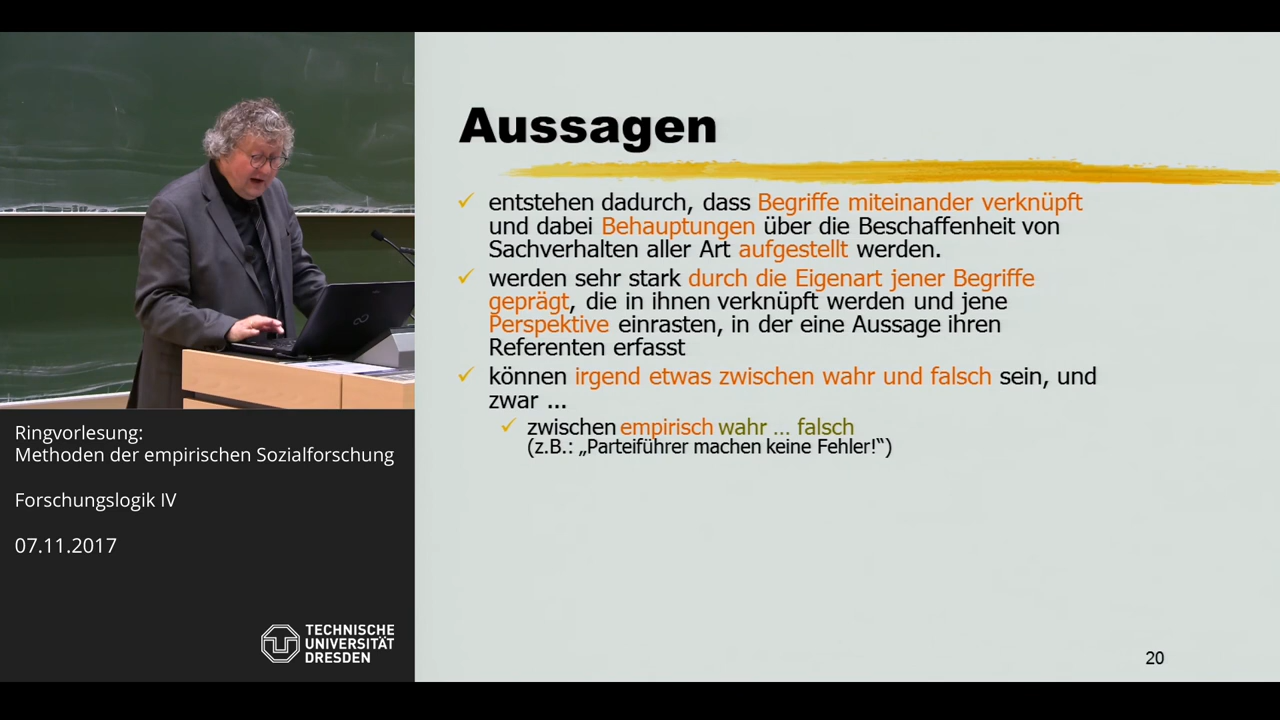 Aussagen
entstehen dadurch, dass Begriffe miteinander verknüpft
und dabei Behauptungen über die Beschaffenheit von
Sachverhalten aller Art aufgestellt werden.
werden sehr stark durch die Eigenart jener Begriffe
geprägt, die in ihnen verknüpft werden und jene
Perspektive einrasten, in der eine Aussage ihren
Referenten erfasst
können irgend etwas zwischen wahr und falsch sein, und
zwar ...
zwischen empirisch wahr ... falsch
(z.B.: „Parteiführer machen keine Fehler!“)
20
Ringvorlesung:
Methoden der empirischen Sozialforschung
Forschungslogik IV
07.11.2017
TECHNISCHE
UNIVERSITÄT
DRESDEN